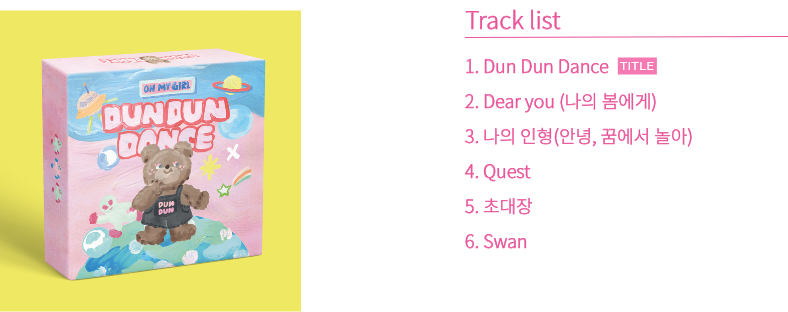 OH MY GIRL
DUN DUN
DANCE
DUN
DUN
Track list
1. Dun Dun Dance TITLE
2. Dear you (나의 봄에게)
3. 나의 인형(안녕, 꿈에서 놀아)
4. Quest
5. 초대장
6. Swan